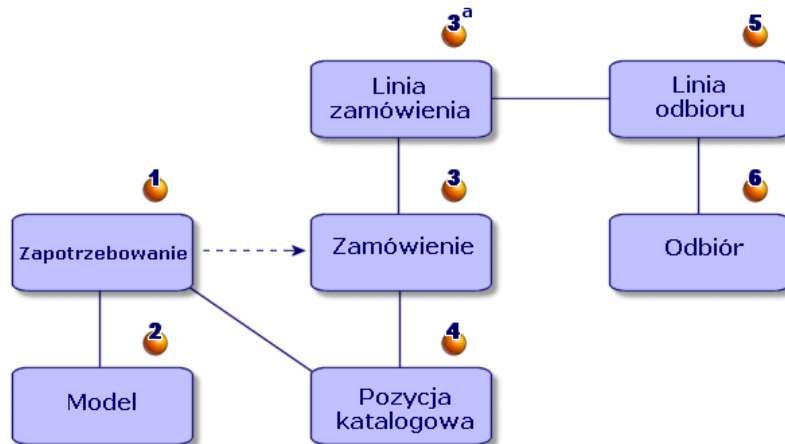 3a
5
Linia
zamówienia
Linia
odbioru
1
3
6
Zapotrzebowanie
Zamówienie
Odbiór
2
4
Model
Pozycja
katalogowa